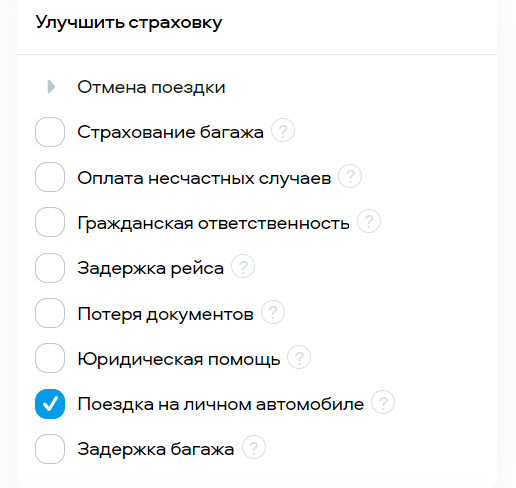 Улучшить страховку
Отмена поездки
Страхование багажа ?
Оплата несчастных случаев ?
Гражданская ответственность ?
Задержка рейса ?
Потеря документов ?
Юридическая помощь ?
Поездка на личном автомобиле ?
Задержка багажа ?